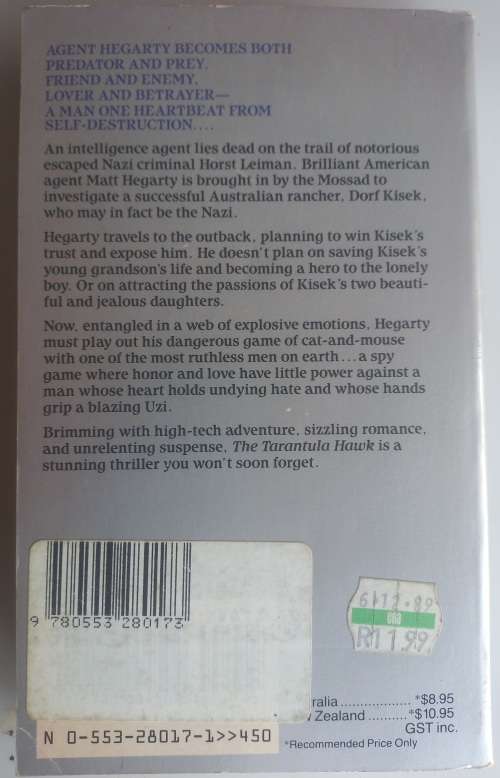 AGENT HEGARTY BECOMES BOTH
PREDATOR AND PREY,
FRIEND AND ENEMY,
LOVER AND BETRAYER—
A MAN ONE HEARTBEAT FROM
SELF-DESTRUCTION....
An intelligence agent lies dead on the trail of notorious
escaped Nazi criminal Horst Leiman. Brilliant American
agent Matt Hegarty is brought in by the Mossad to
investigate a successful Australian rancher, Dorf Kisek,
who may in fact be the Nazi.
Hegarty travels to the outback, planning to win Kisek's
trust and expose him. He doesn't plan on saving Kisek's
young grandson's life and becoming a hero to the lonely
boy. Or on attracting the passions of Kisek's two beauti-
ful and jealous daughters.
Now, entangled in a web of explosive emotions, Hegarty
must play out his dangerous game of cat-and-mouse
with one of the most ruthless men on earth...a spy
game where honor and love have little power against a
man whose heart holds undying hate and whose hands
grip a blazing Uzi.
Brimming with high-tech adventure, sizzling romance,
and unrelenting suspense, The Tarantula Hawk is a
stunning thriller you won't soon forget.
9 780553 280173
6·12·89
cna
R11.99
ralia .................. *$8.95
Zealand .......... *$10.95
GST inc.
*Recommended Price Only
N 0-553-28017-1>>450